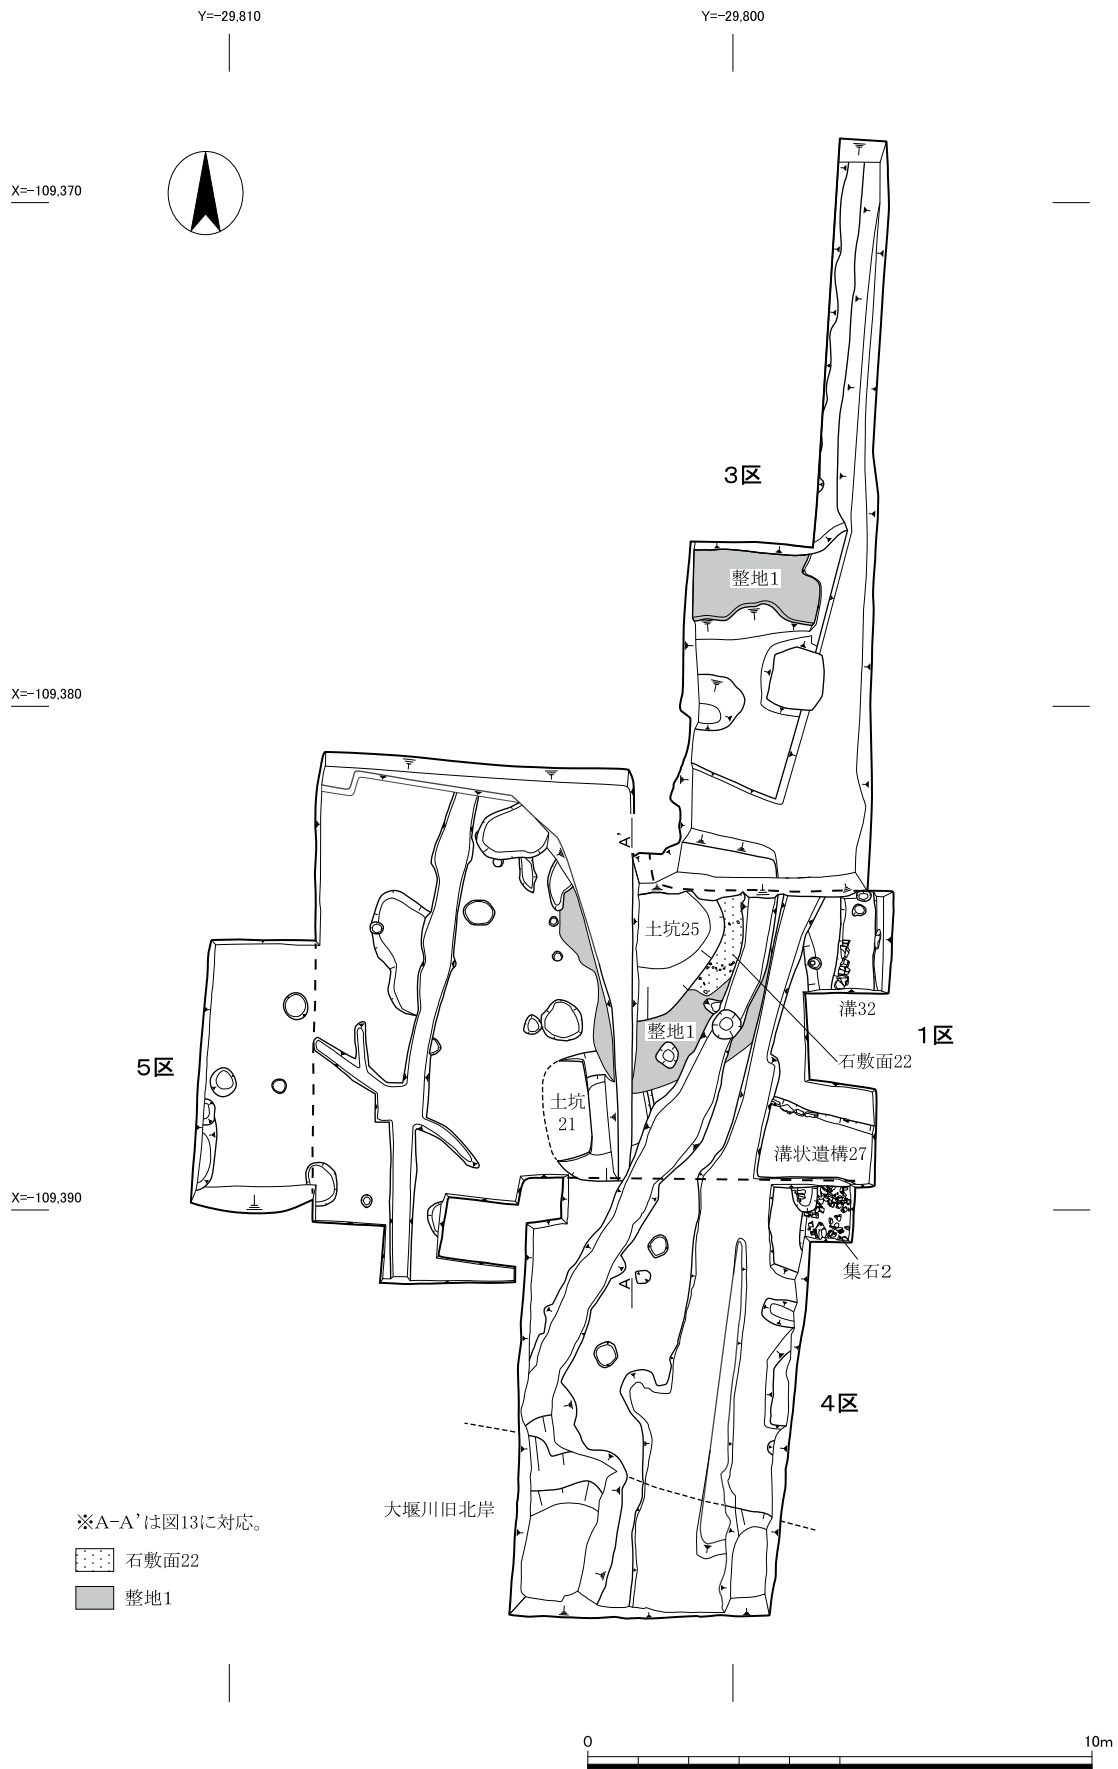 Y=-29,810
Y=-29,800
X=-109,370
3区
整地1
X=-109,380
A'
土坑25
溝32
整地1
1区
石敷面22
5区
土坑
21
溝状遺構27
X=-109,390
A
集石2
4区
大堰川旧北岸
※A-A’は図13に対応。
石敷面22
整地1
0
10m